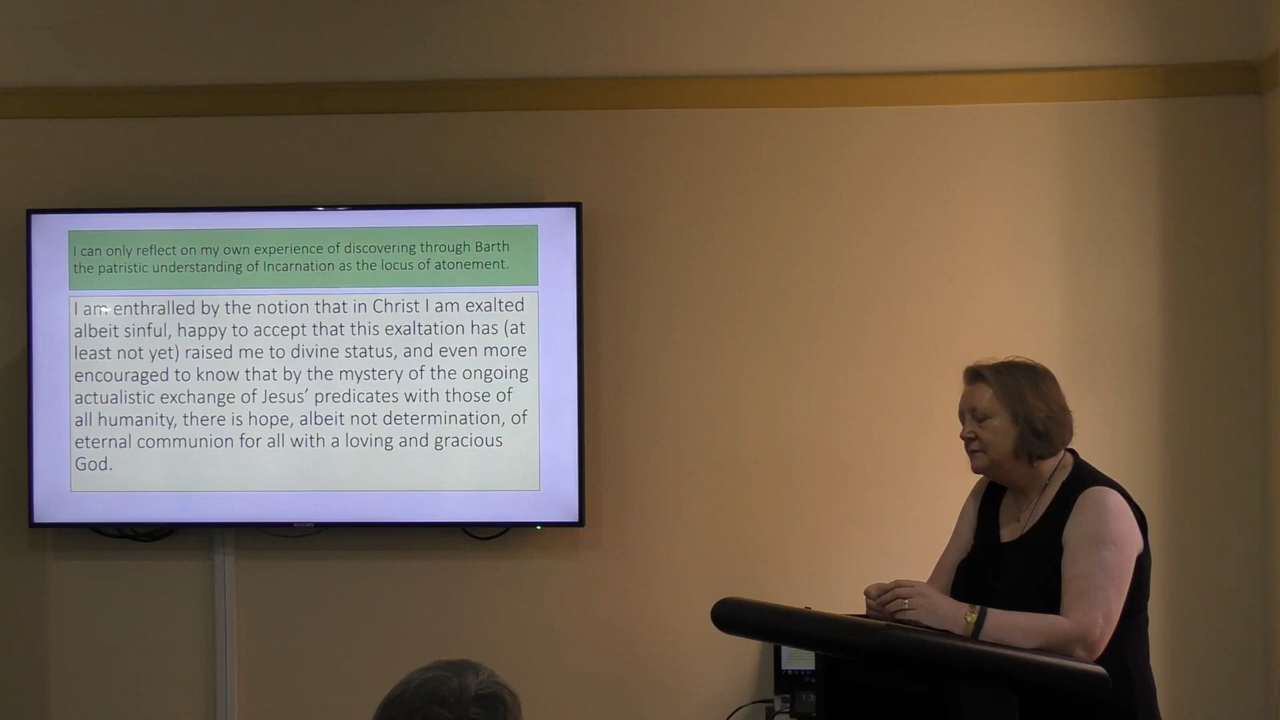 I can only reflect on my own experience of discovering through Barth
the patristic understanding of Incarnation as the locus of atonement.
I am enthralled by the notion that in Christ I am exalted
albeit sinful, happy to accept that this exaltation has (at
least not yet) raised me to divine status, and even more
encouraged to know that by the mystery of the ongoing
actualistic exchange of Jesus’ predicates with those of
all humanity, there is hope, albeit not determination, of
eternal communion for all with a loving and gracious
God.